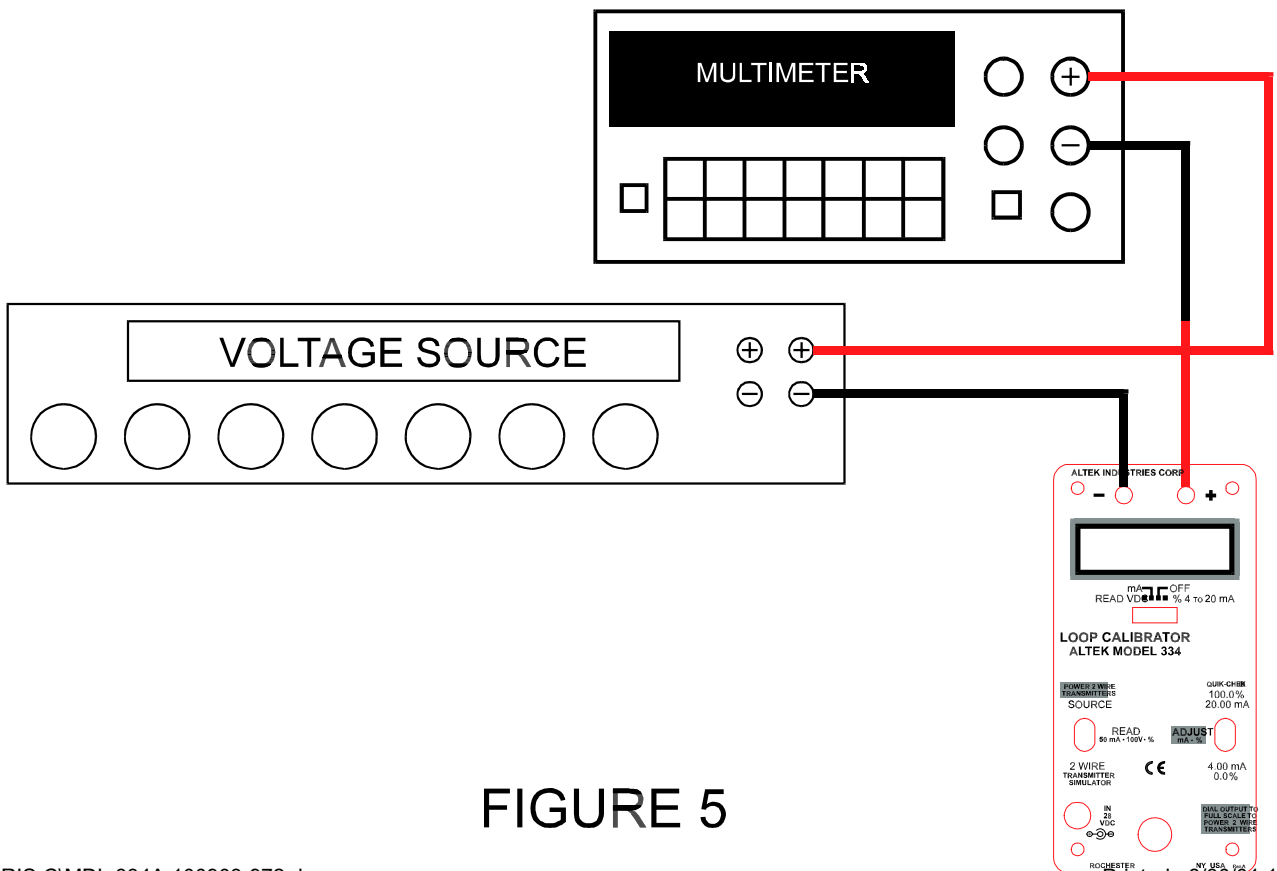 MULTIMETER
+
−
VOLTAGE SOURCE
+ +
− −
ALTEK INDUSTRIES CORP
− +
mA OFF
READ VDC % 4 TO 20 mA
LOOP CALIBRATOR
ALTEK MODEL 334
POWER 2 WIRE
TRANSMITTERS
SOURCE
QUIK-CHEK
100.0%
20.00 mA
READ
50 mA • 100V • %
ADJUST
mA • %
2 WIRE
TRANSMITTER
SIMULATOR
CE
4.00 mA
0.0%
IN
28
VDC
DIAL OUTPUT TO
FULL SCALE TO
POWER 2 WIRE
TRANSMITTERS
ROCHESTER NY, USA
FIGURE 5